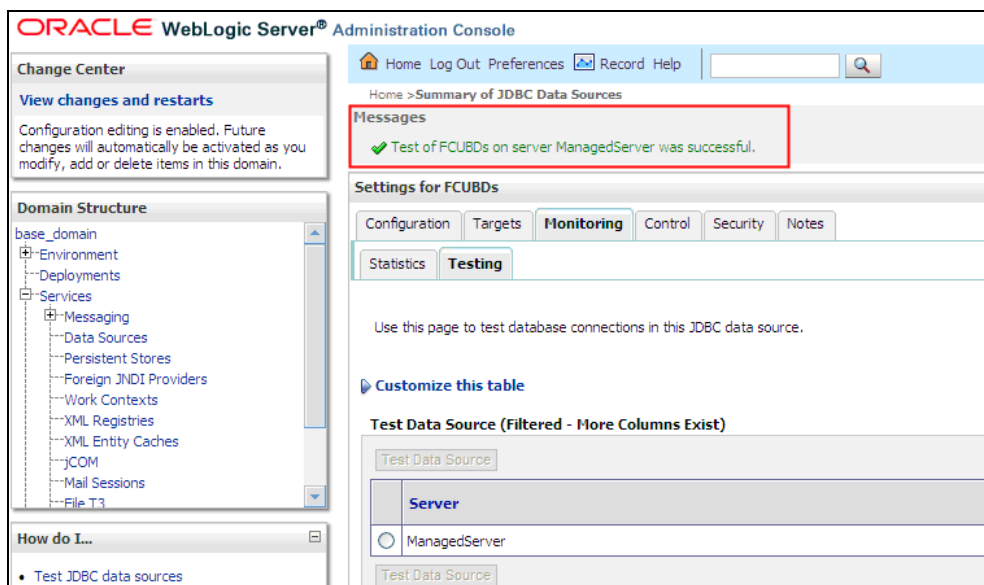 ORACLE WebLogic Server® Administration Console
Change Center
View changes and restarts
Configuration editing is enabled. Future
changes will automatically be activated as you
modify, add or delete items in this domain.
Domain Structure
base_domain
Environment
Deployments
Services
Messaging
Data Sources
Persistent Stores
Foreign JNDI Providers
Work Contexts
XML Registries
XML Entity Caches
jCOM
Mail Sessions
File T3
How do I...
Test JDBC data sources
Home Log Out Preferences Record Help
Home >Summary of JDBC Data Sources
Messages
Test of FCUBDs on server ManagedServer was successful.
Settings for FCUBDs
Configuration Targets Monitoring Control Security Notes
Statistics Testing
Use this page to test database connections in this JDBC data source.
Customize this table
Test Data Source (Filtered - More Columns Exist)
Test Data Source
Server
ManagedServer
Test Data Source